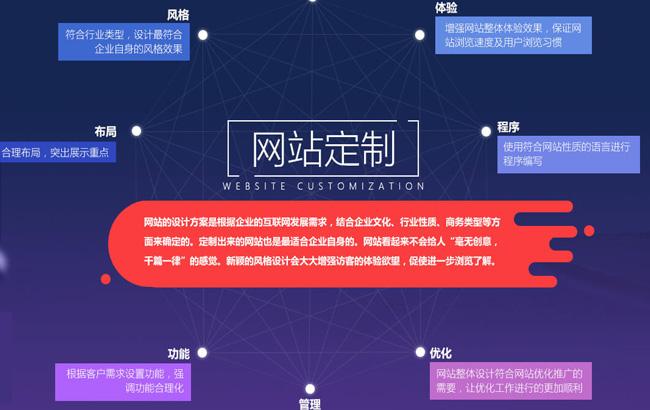 风格
符合行业类型，设计最符合
企业自身的风格效果
体验
增强网站整体体验效果，保证网
站浏览速度及用户浏览习惯
布局
合理布局，突出展示重点
程序
使用符合网站性质的语言进行
程序编写
网站定制
WEBSITE CUSTOMIZATION
网站的设计方案是根据企业的互联网发展需求，结合企业文化、行业性质、商务类型等方
面来确定的。定制出来的网站也是最适合企业自身的。网站看起来不会给人“毫无创意，
千篇一律”的感觉。新颖的风格设计会大大增强访客的体验欲望，促使进一步浏览了解。
功能
根据客户需求设置功能，强
调功能合理化
优化
网站整体设计符合网站优化推广的
需要，让优化工作进行的更加顺利
管理